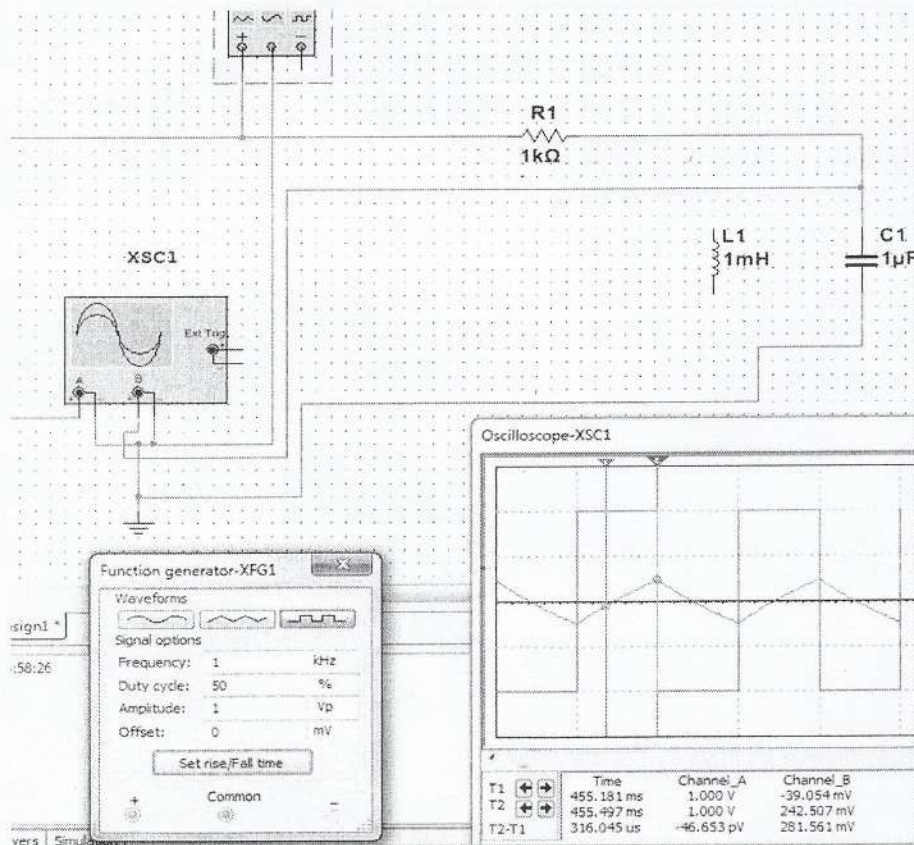 + −
R1
1kΩ
XSC1
Ext Trig
A B
L1
1mH
C1
1µF
Oscilloscope-XSC1
Function generator-XFG1
Waveforms
Signal options
Frequency: 1 kHz
Duty cycle: 50 %
Amplitude: 1 Vp
Offset: 0 mV
Set rise/Fall time
+ Common −
sign1 *
:58:26
Time Channel_A Channel_B
T1 455.181 ms 1.000 V -39.054 mV
T2 455.497 ms 1.000 V 242.507 mV
T2-T1 316.045 us -46.653 pV 281.561 mV